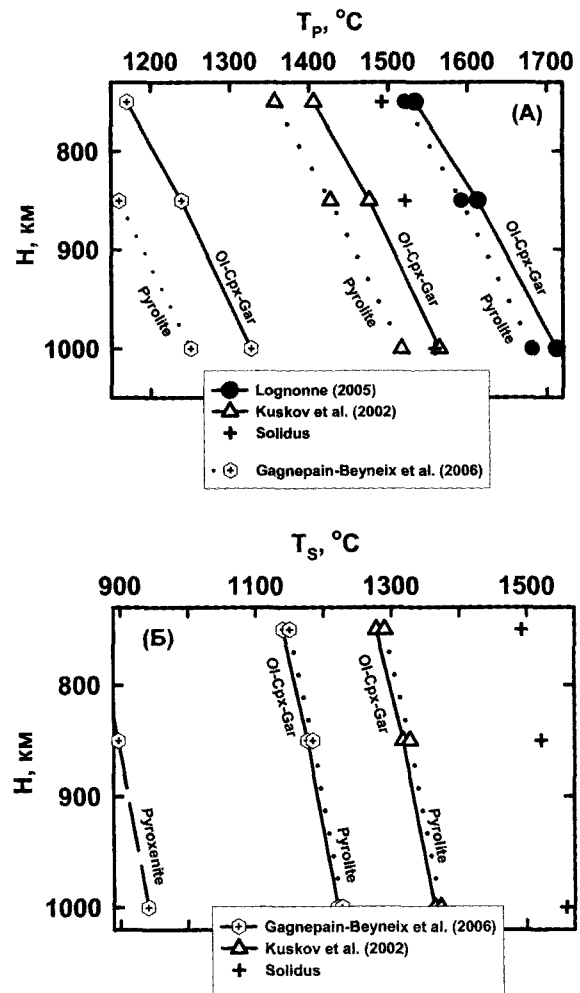 T_P, °C
1200 1300 1400 1500 1600 1700
(А)
800
900
1000
Н, км
Pyrolite
Ol-Cpx-Gar
Pyrolite
Ol-Cpx-Gar
Pyrolite
Ol-Cpx-Gar
Lognonne (2005)
Kuskov et al. (2002)
Solidus
Gagnepain-Beyneix et al. (2006)
T_S, °C
900 1100 1300 1500
(Б)
800
900
1000
Н, км
Pyroxenite
Ol-Cpx-Gar
Pyrolite
Ol-Cpx-Gar
Pyrolite
Gagnepain-Beyneix et al. (2006)
Kuskov et al. (2002)
Solidus